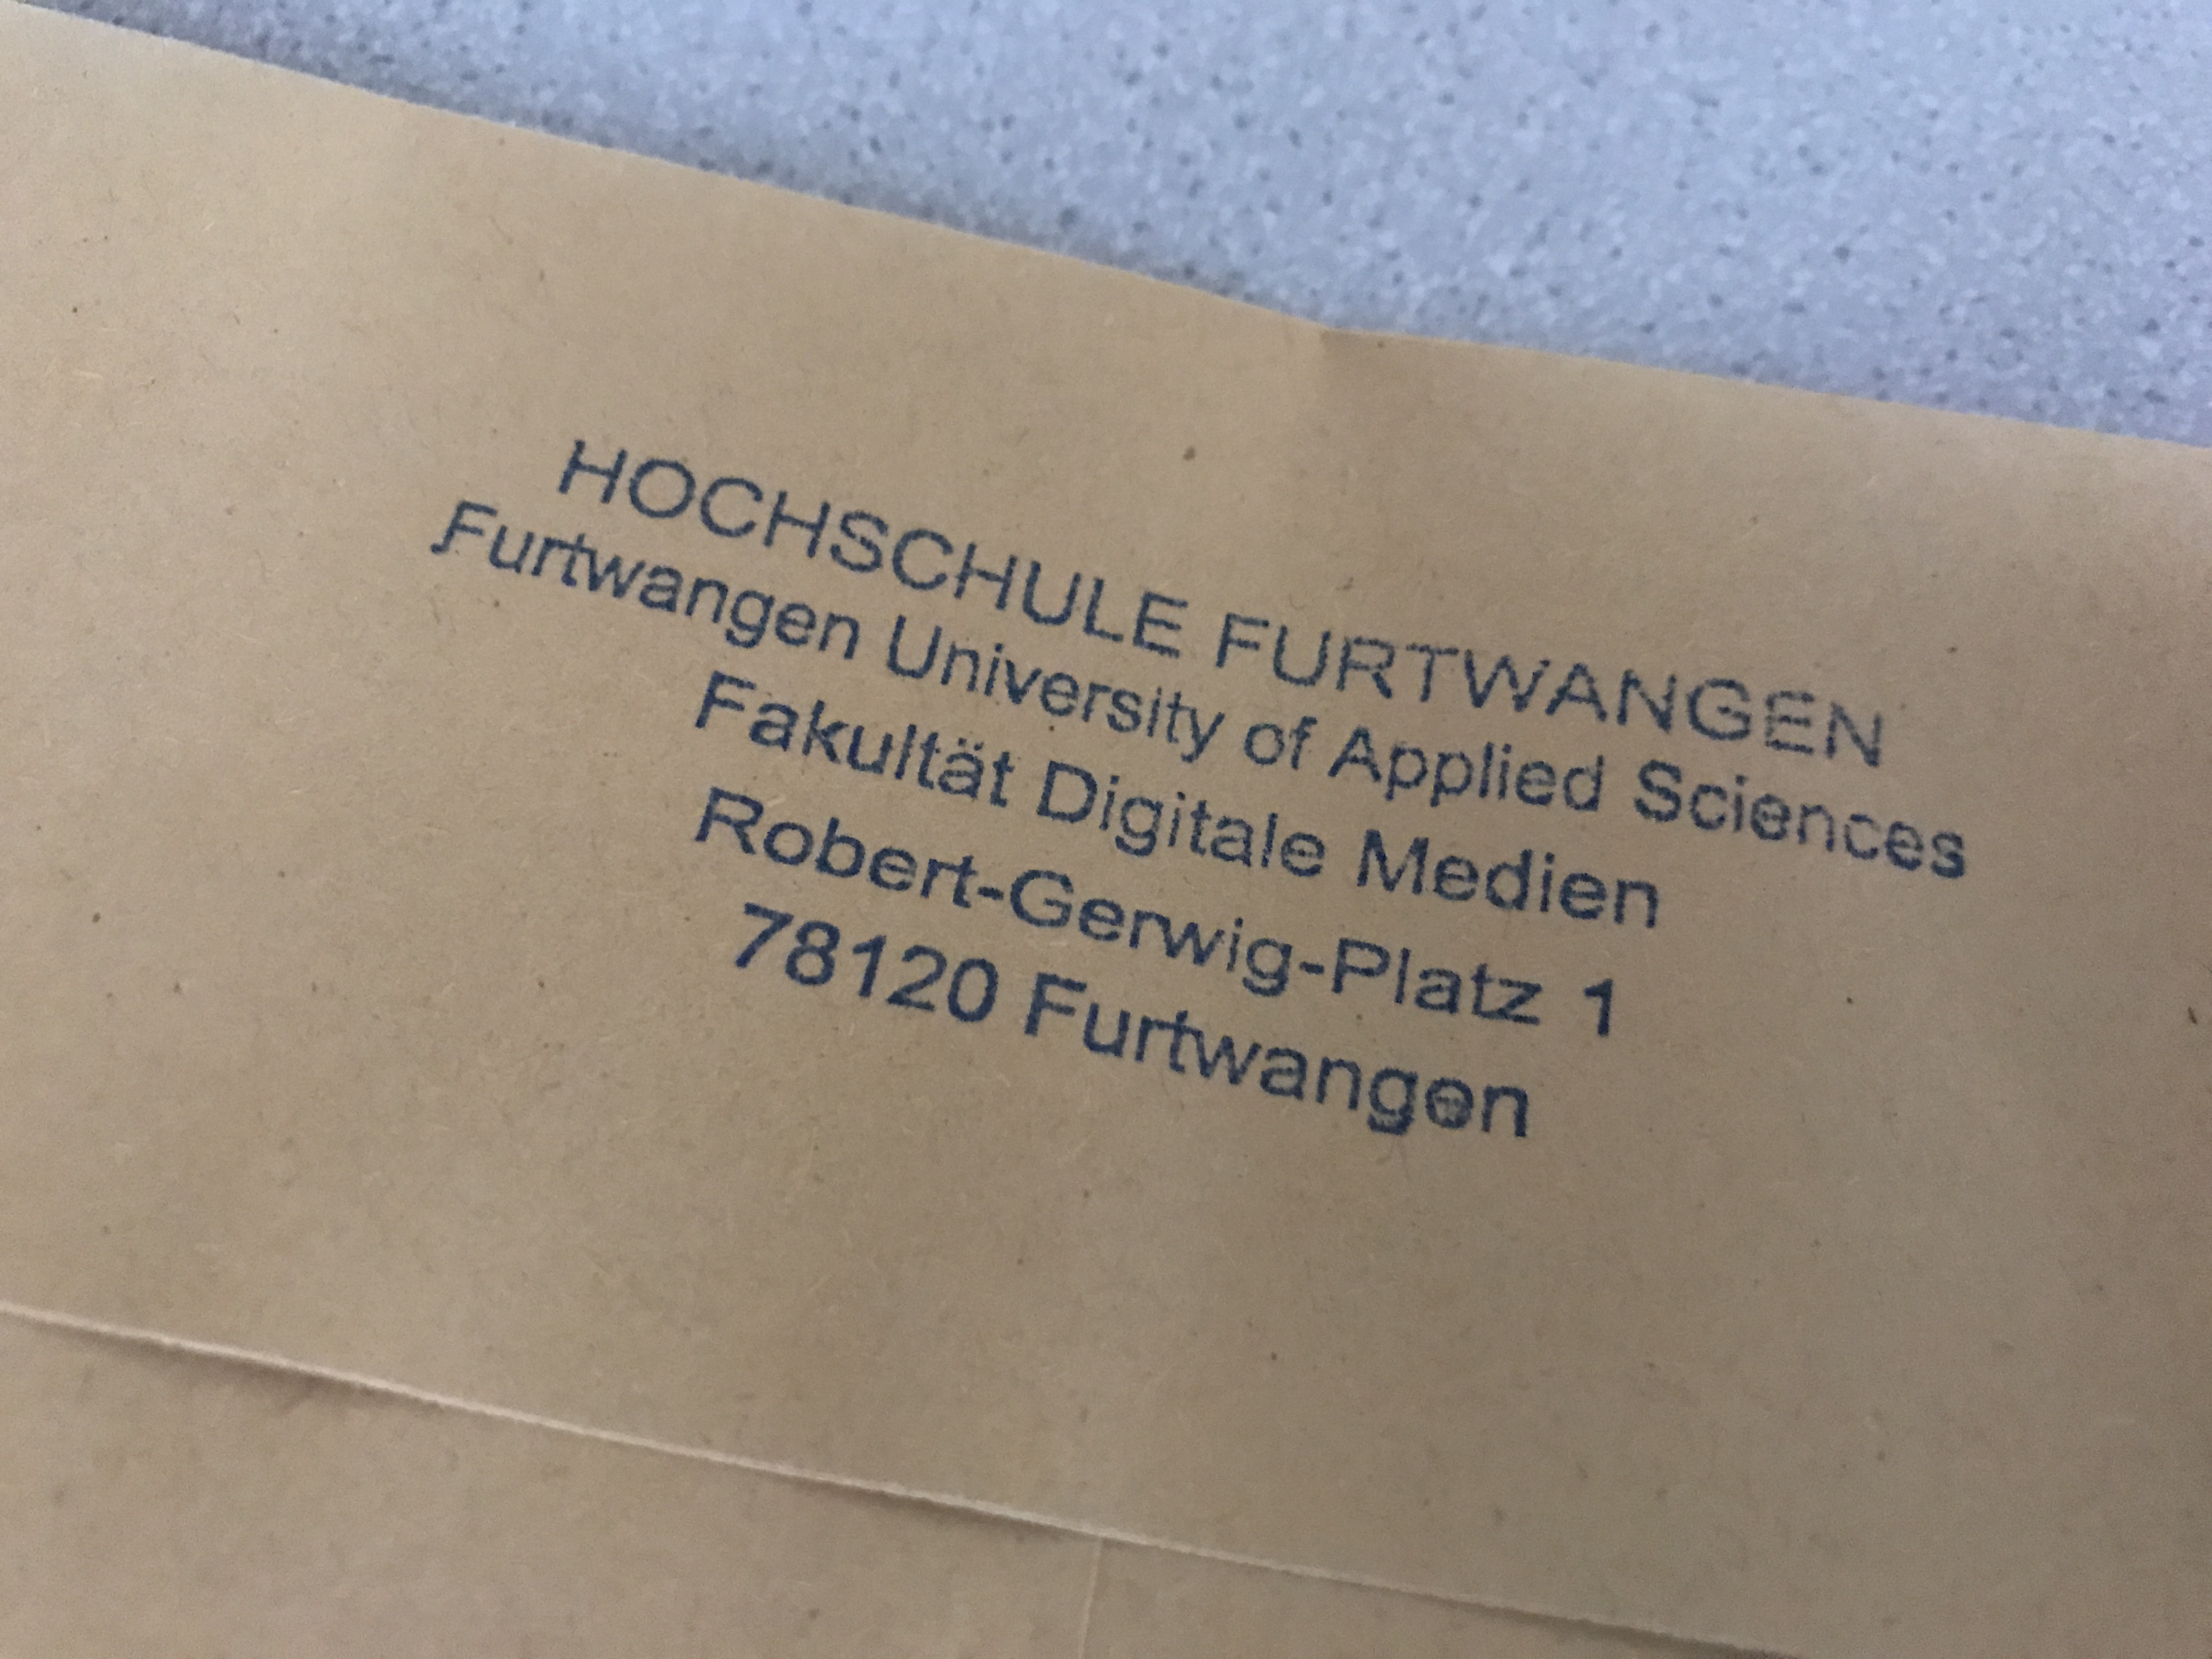 HOCHSCHULE FURTWANGEN
Furtwangen University of Applied Sciences
Fakultät Digitale Medien
Robert-Gerwig-Platz 1
78120 Furtwangen